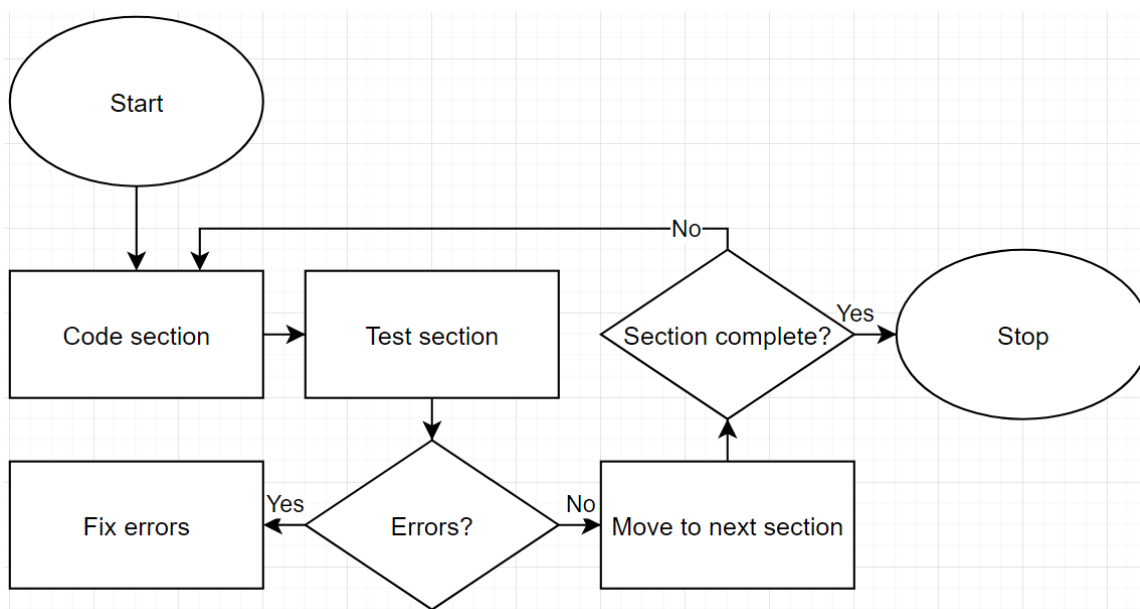 Start
No
Code section
Test section
Section complete?
Yes
Stop
Fix errors
Yes
Errors?
No
Move to next section